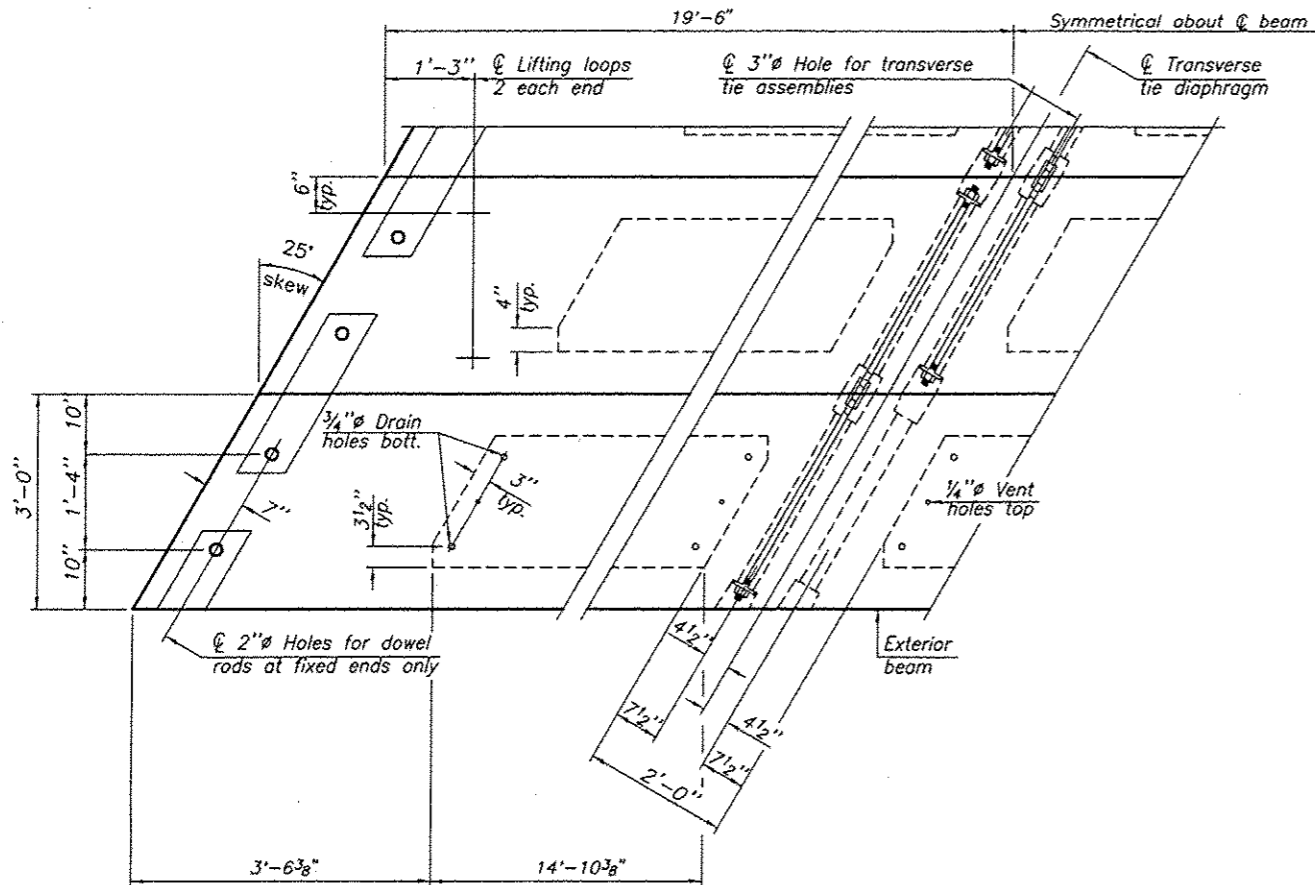 19'-6"
Symmetrical about ℄ beam
1'-3"
℄ Lifting loops
2 each end
℄ 3"ø Hole for transverse
tie assemblies
℄ Transverse
tie diaphragm
6"
typ.
25°
skew
4"
typ.
3'-0"
10"
1'-4"
10"
7"
3/4"ø Drain
holes bott.
3"
typ.
3 1/2"
typ.
1/4"ø Vent
holes top
℄ 2"ø Holes for dowel
rods at fixed ends only
Exterior
beam
4 1/2"
7 1/2"
4 1/2"
7 1/2"
2'-0"
3'-6 3/8"
14'-10 3/8"